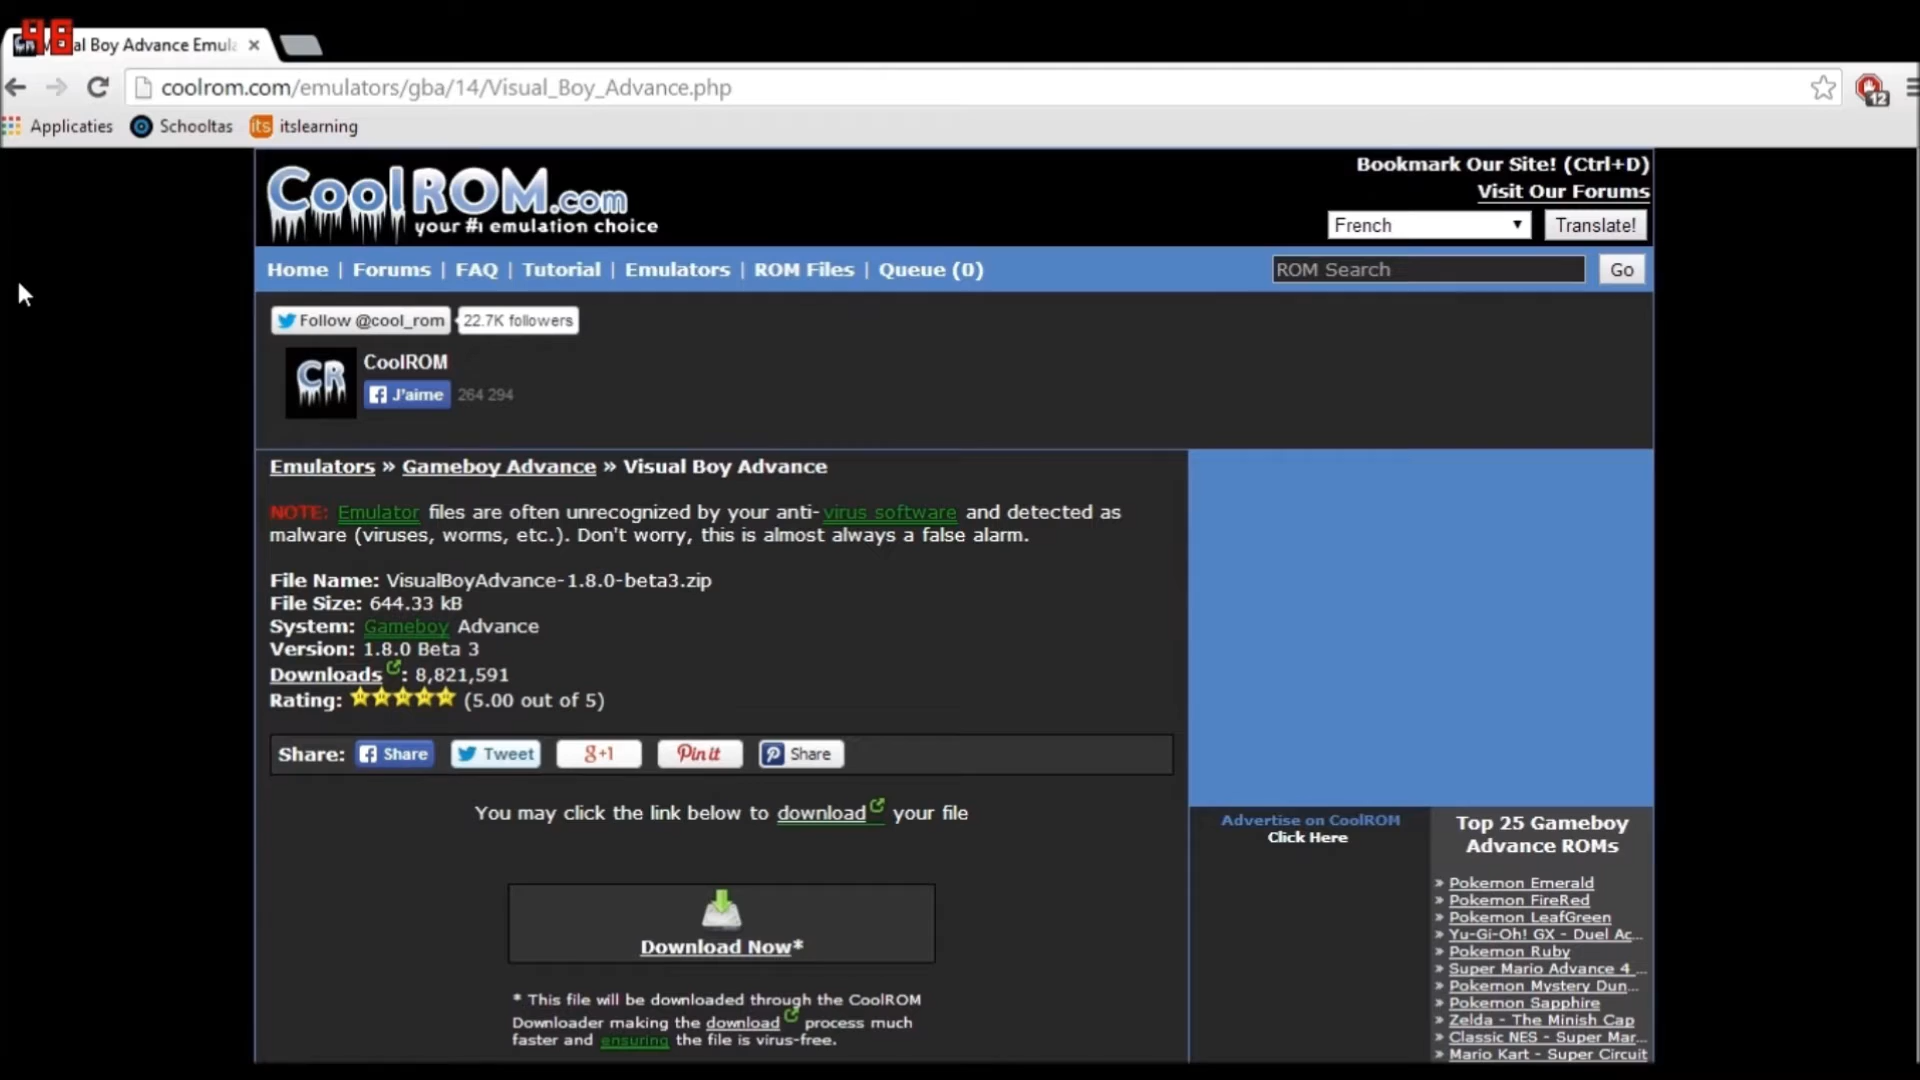 98
al Boy Advance Emula
coolrom.com/emulators/gba/14/Visual_Boy_Advance.php
12
Applicaties Schooltas its itslearning
CoolROM.com
your #1 emulation choice
Bookmark Our Site! (Ctrl+D)
Visit Our Forums
French Translate!
Home | Forums | FAQ | Tutorial | Emulators | ROM Files | Queue (0)
ROM Search Go
Follow @cool_rom 22.7K followers
CR
CoolROM
J'aime 264 294
Emulators » Gameboy Advance » Visual Boy Advance
NOTE: Emulator files are often unrecognized by your anti-virus software and detected as
malware (viruses, worms, etc.). Don't worry, this is almost always a false alarm.
File Name: VisualBoyAdvance-1.8.0-beta3.zip
File Size: 644.33 kB
System: Gameboy Advance
Version: 1.8.0 Beta 3
Downloads : 8,821,591
Rating: (5.00 out of 5)
Share: Share Tweet g+1 Pin it Share
You may click the link below to download your file
Download Now*
* This file will be downloaded through the CoolROM
Downloader making the download process much
faster and ensuring the file is virus-free.
Advertise on CoolROM
Click Here
Top 25 Gameboy
Advance ROMs
» Pokemon Emerald
» Pokemon FireRed
» Pokemon LeafGreen
» Yu-Gi-Oh! GX - Duel Ac...
» Pokemon Ruby
» Super Mario Advance 4 ...
» Pokemon Mystery Dun...
» Pokemon Sapphire
» Zelda - The Minish Cap
» Classic NES - Super Mar...
» Mario Kart - Super Circuit